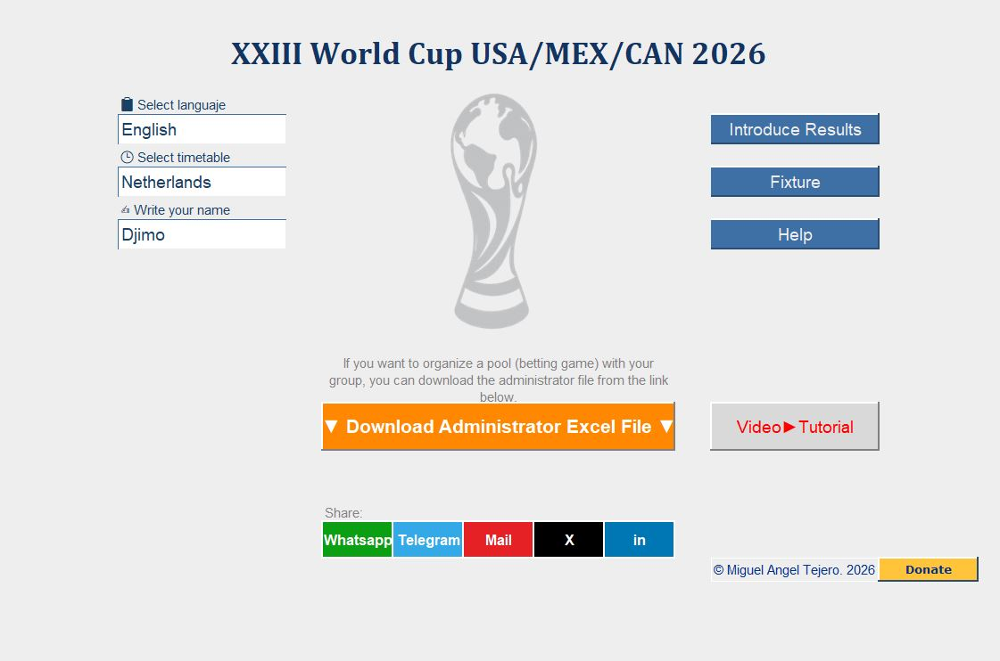 XXIII World Cup USA/MEX/CAN 2026
Select languaje
English
Select timetable
Netherlands
Write your name
Djimo
Introduce Results
Fixture
Help
If you want to organize a pool (betting game) with your
group, you can download the administrator file from the link
below.
▼ Download Administrator Excel File ▼
Video►Tutorial
Share:
Whatsapp
Telegram
Mail
X
in
© Miguel Angel Tejero. 2026
Donate